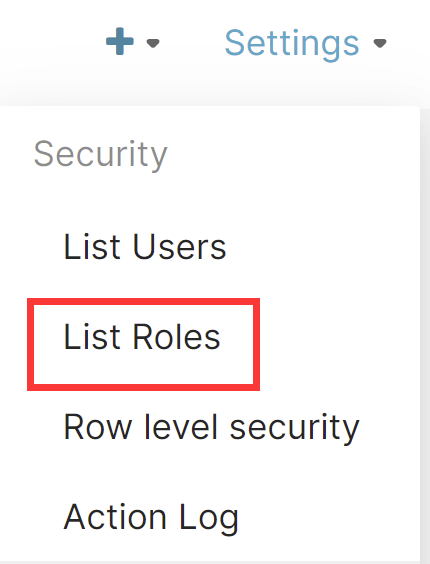 Settings
Security
List Users
List Roles
Row level security
Action Log